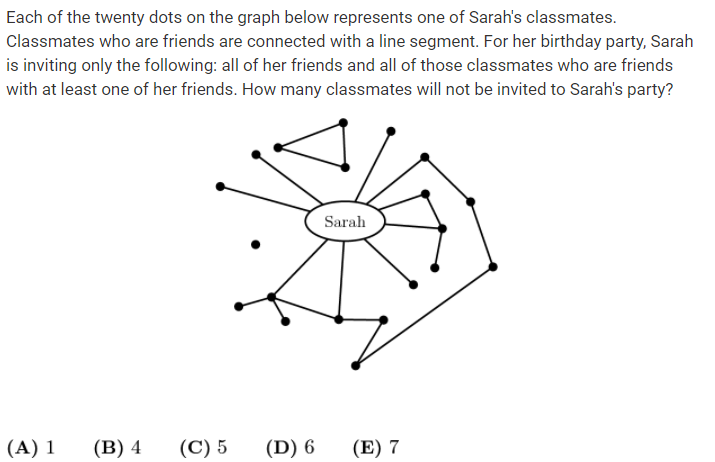 Each of the twenty dots on the graph below represents one of Sarah's classmates.
Classmates who are friends are connected with a line segment. For her birthday party, Sarah
is inviting only the following: all of her friends and all of those classmates who are friends
with at least one of her friends. How many classmates will not be invited to Sarah's party?
Sarah
(A) 1 (B) 4 (C) 5 (D) 6 (E) 7